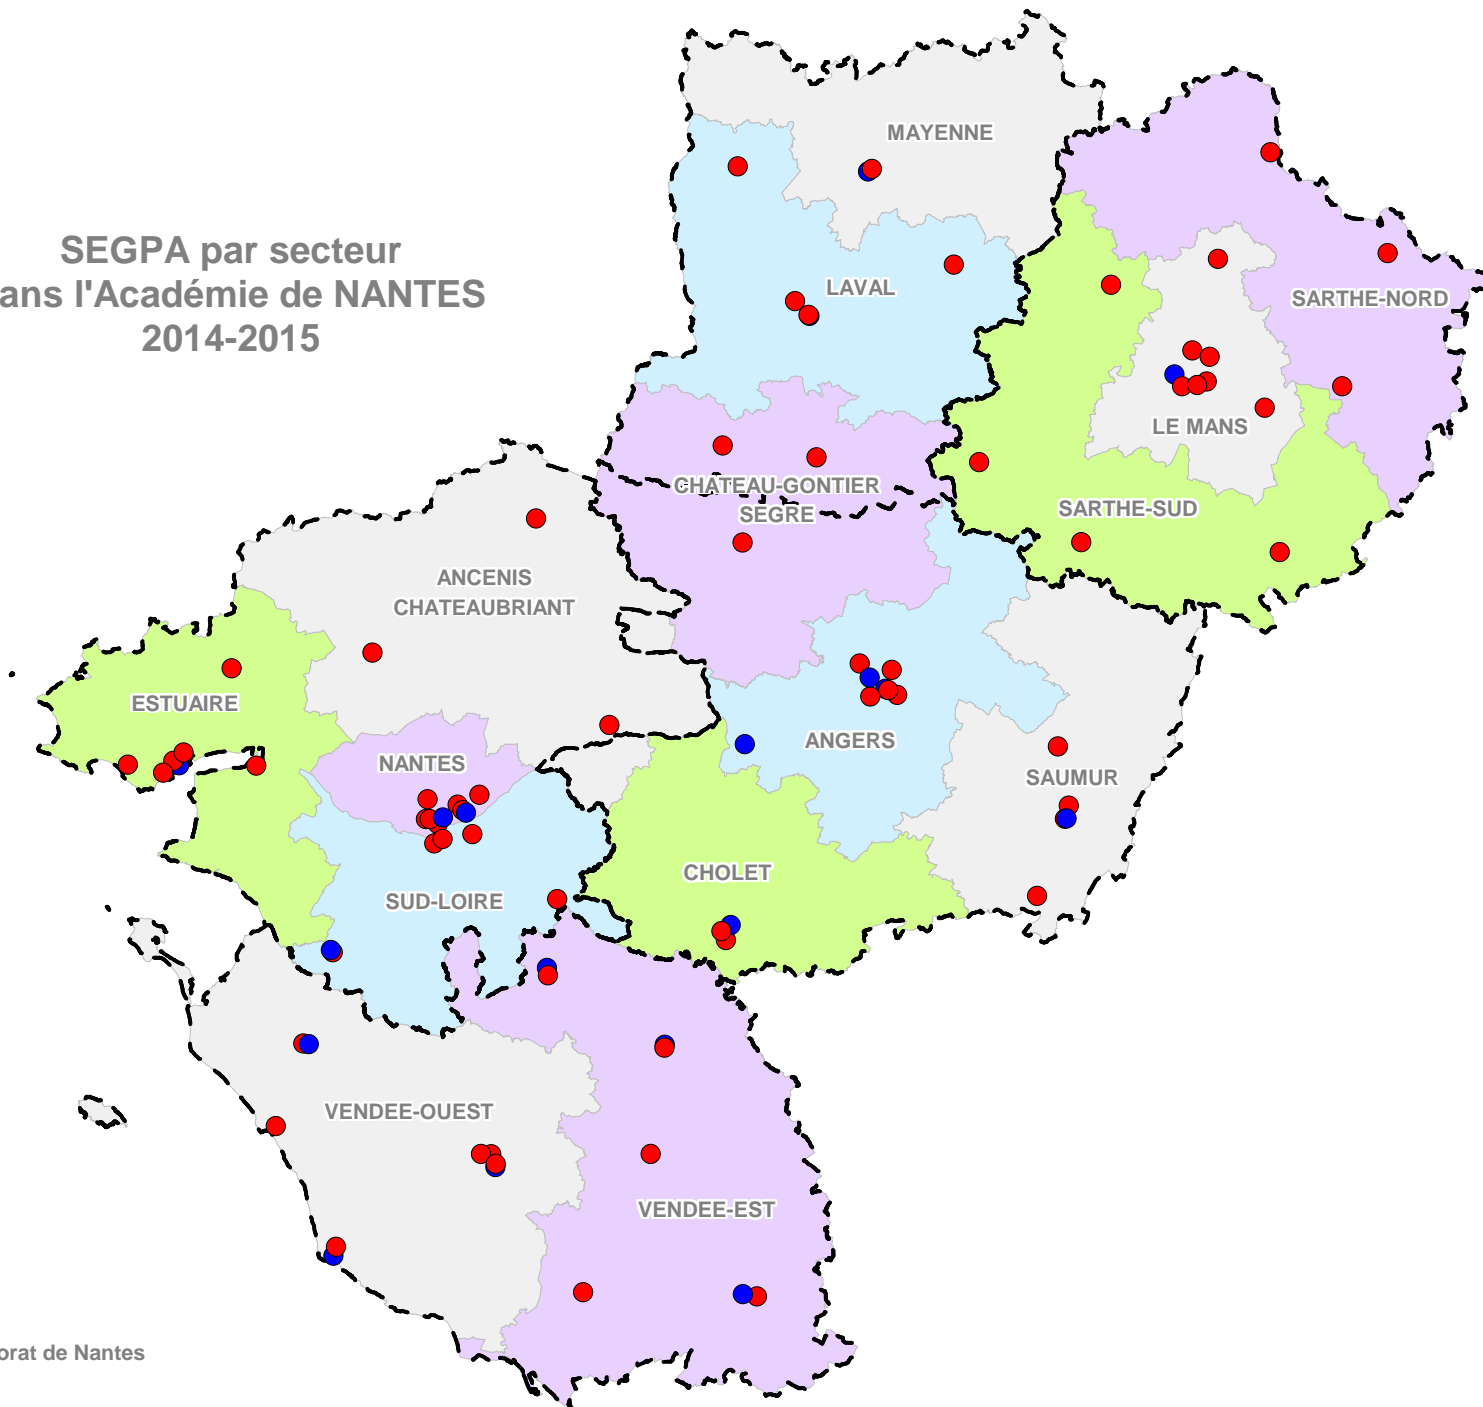 SEGPA par secteur
ans l'Académie de NANTES
2014-2015
MAYENNE
LAVAL
SARTHE-NORD
LE MANS
CHATEAU-GONTIER
SEGRE
SARTHE-SUD
ANCENIS
CHATEAUBRIANT
ESTUAIRE
NANTES
ANGERS
SAUMUR
CHOLET
SUD-LOIRE
VENDEE-OUEST
VENDEE-EST
orat de Nantes